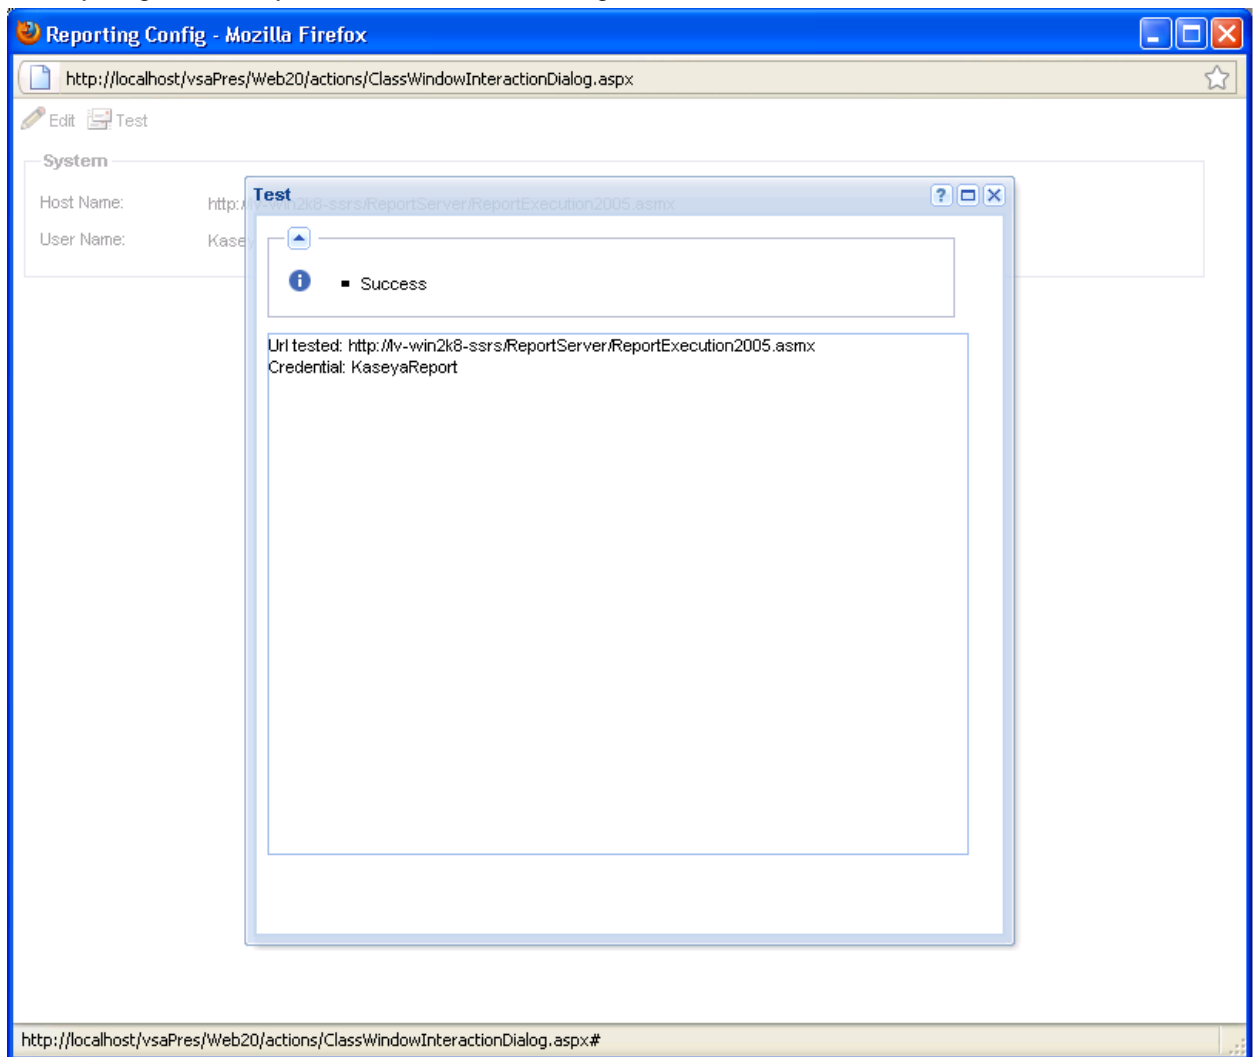 Reporting Config - Mozilla Firefox
http://localhost/vsaPres/Web20/actions/ClassWindowInteractionDialog.aspx
Edit Test
System
Host Name: http:/
User Name: Kase
Test
lv-win2k8-ssrs/ReportServer/ReportExecution2005.asmx
Success
Url tested: http://lv-win2k8-ssrs/ReportServer/ReportExecution2005.asmx
Credential: KaseyaReport
http://localhost/vsaPres/Web20/actions/ClassWindowInteractionDialog.aspx#